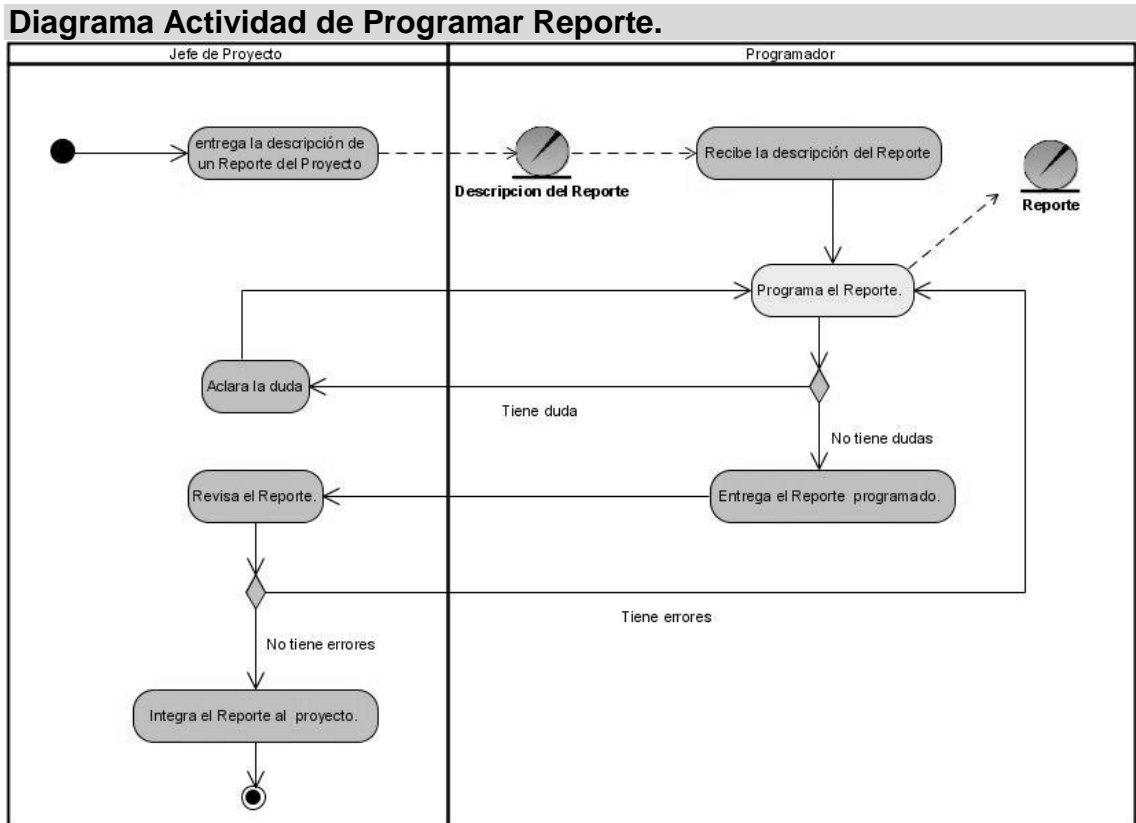 Diagrama Actividad de Programar Reporte.
Jefe de Proyecto
Programador
entrega la descripción de
un Reporte del Proyecto
Descripcion del Reporte
Recibe la descripción del Reporte
Reporte
Programa el Reporte.
Aclara la duda
Tiene duda
No tiene dudas
Revisa el Reporte.
Entrega el Reporte programado.
Tiene errores
No tiene errores
Integra el Reporte al proyecto.